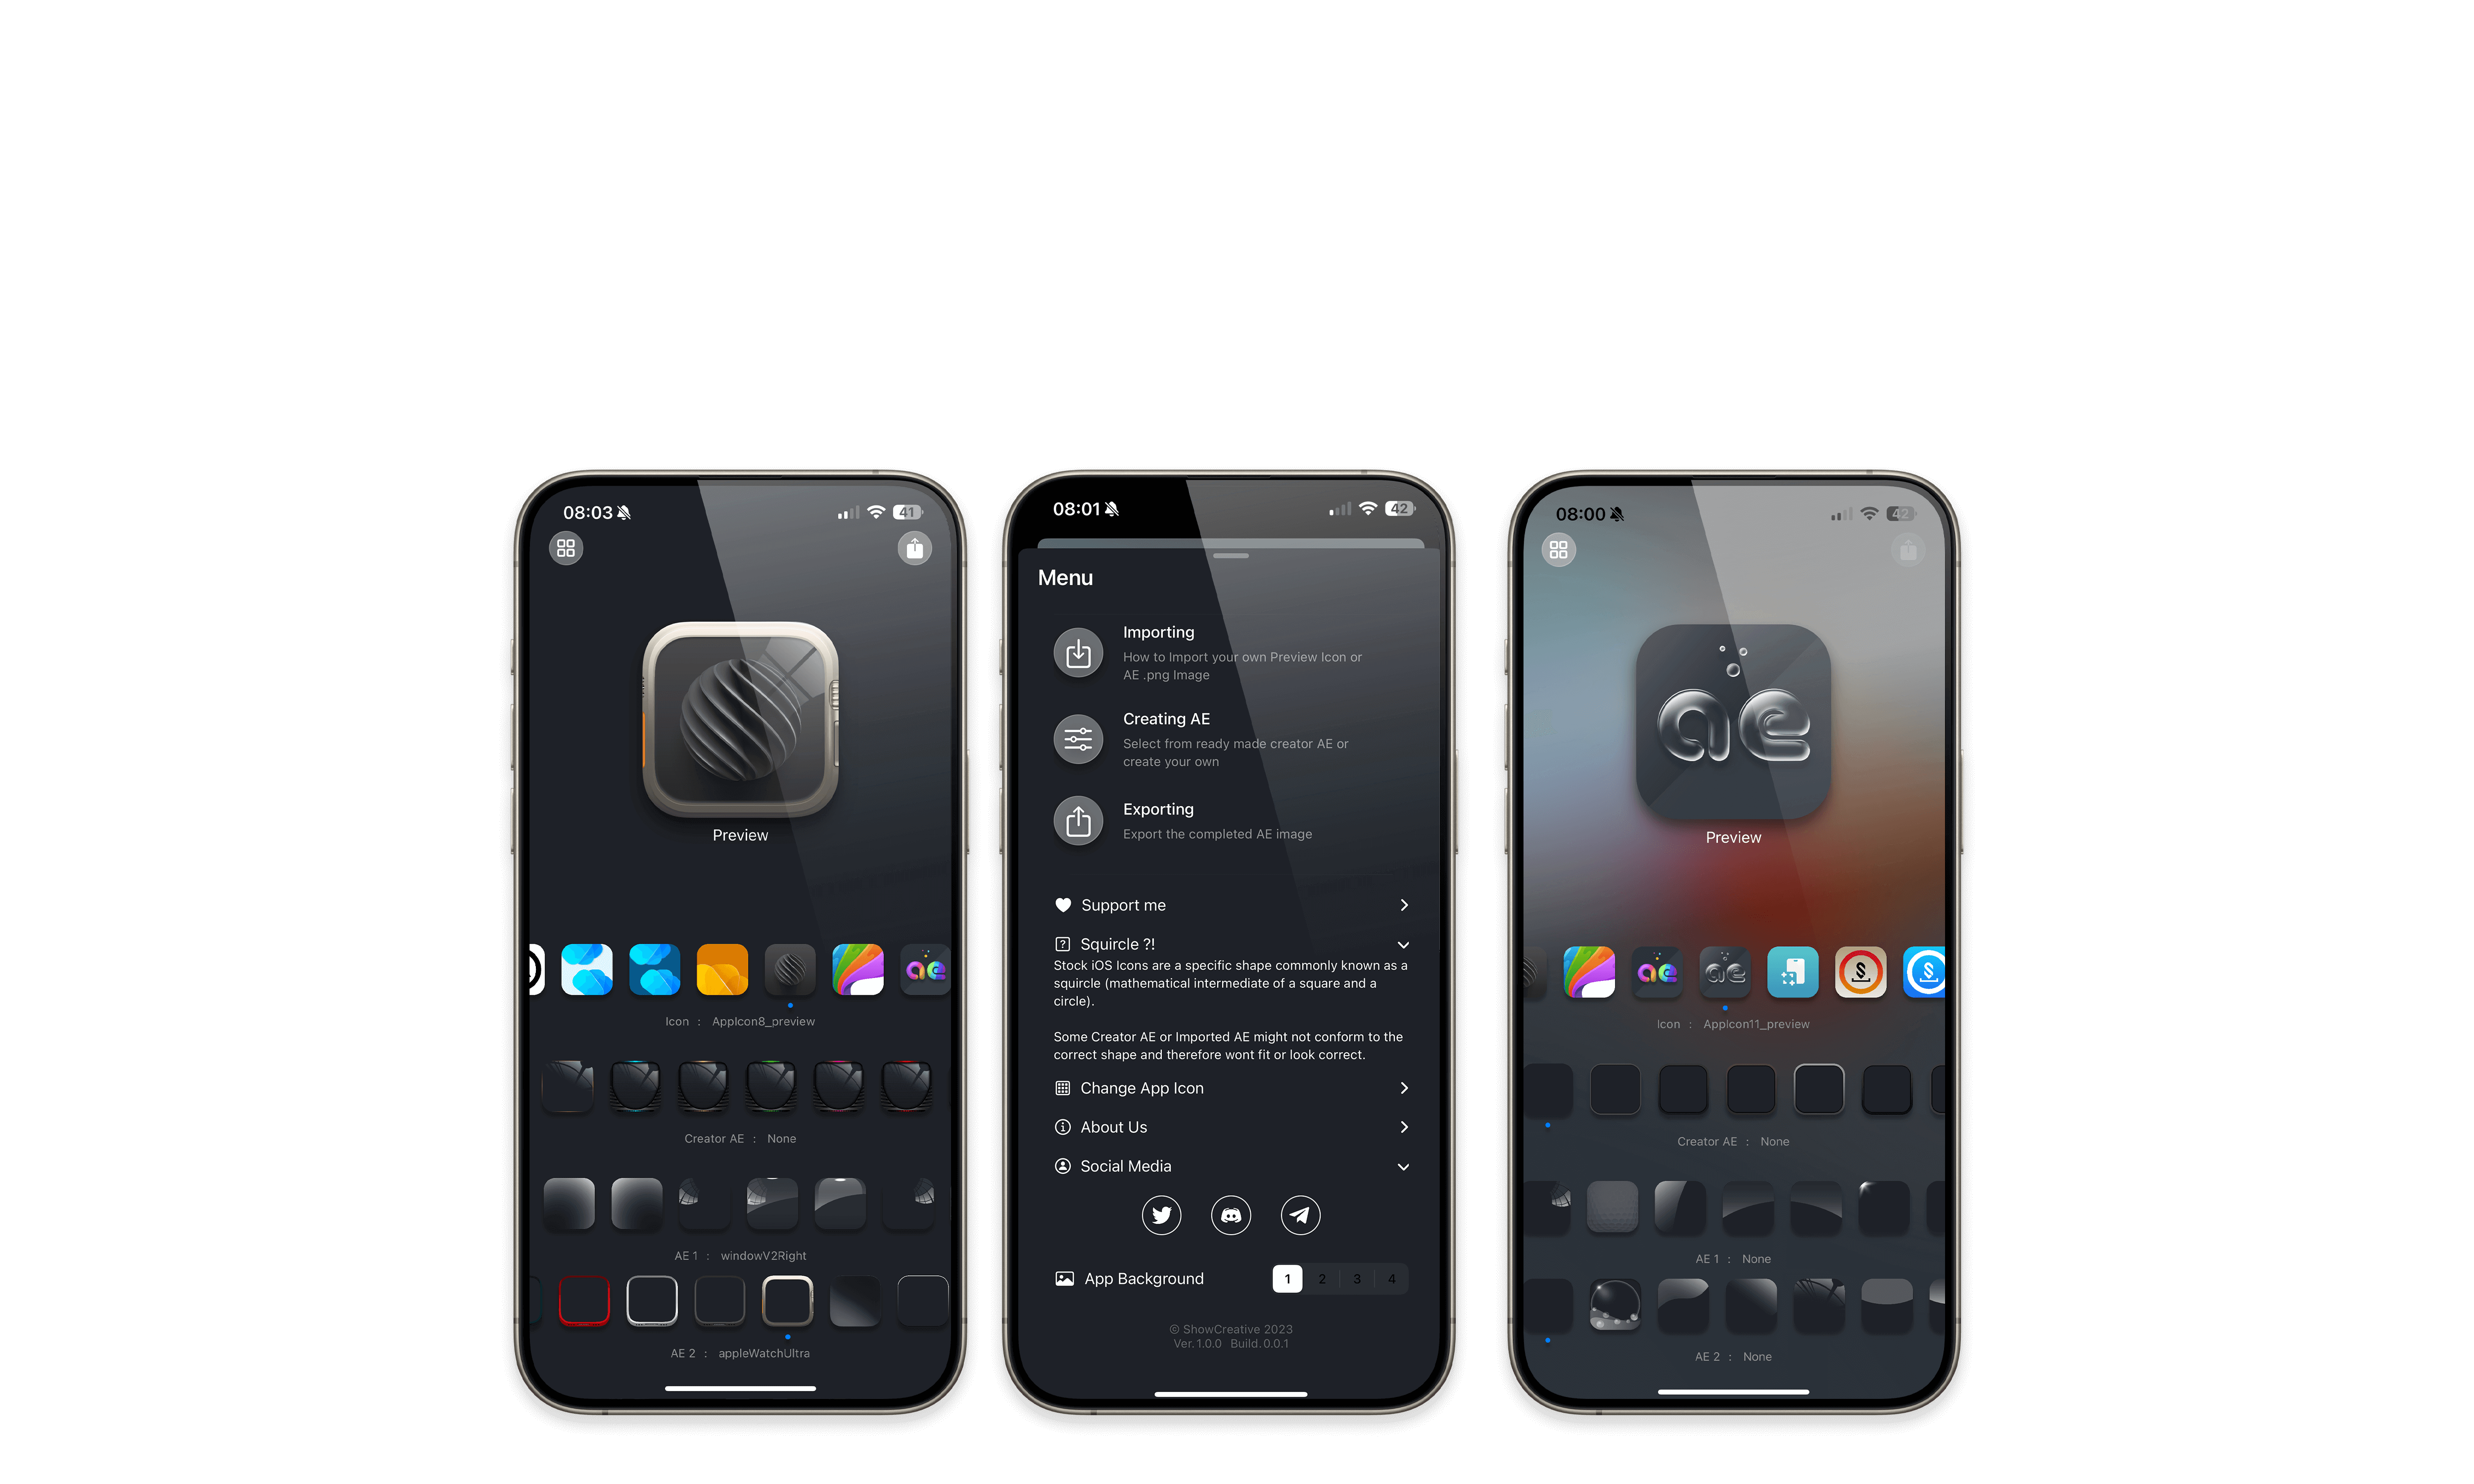 08:03
41
Preview
Icon : AppIcon8_preview
Creator AE : None
AE 1 : windowV2Right
AE 2 : appleWatchUltra
08:01
42
Menu
Importing
How to Import your own Preview Icon or
AE .png Image
Creating AE
Select from ready made creator AE or
create your own
Exporting
Export the completed AE image
Support me
Squircle ?!
Stock iOS Icons are a specific shape commonly known as a
squircle (mathematical intermediate of a square and a
circle).
Some Creator AE or Imported AE might not conform to the
correct shape and therefore wont fit or look correct.
Change App Icon
About Us
Social Media
App Background
1 2 3 4
© ShowCreative 2023
Ver. 1.0.0 Build. 0.0.1
08:00
42
ae
Preview
Icon : AppIcon11_preview
Creator AE : None
AE 1 : None
AE 2 : None